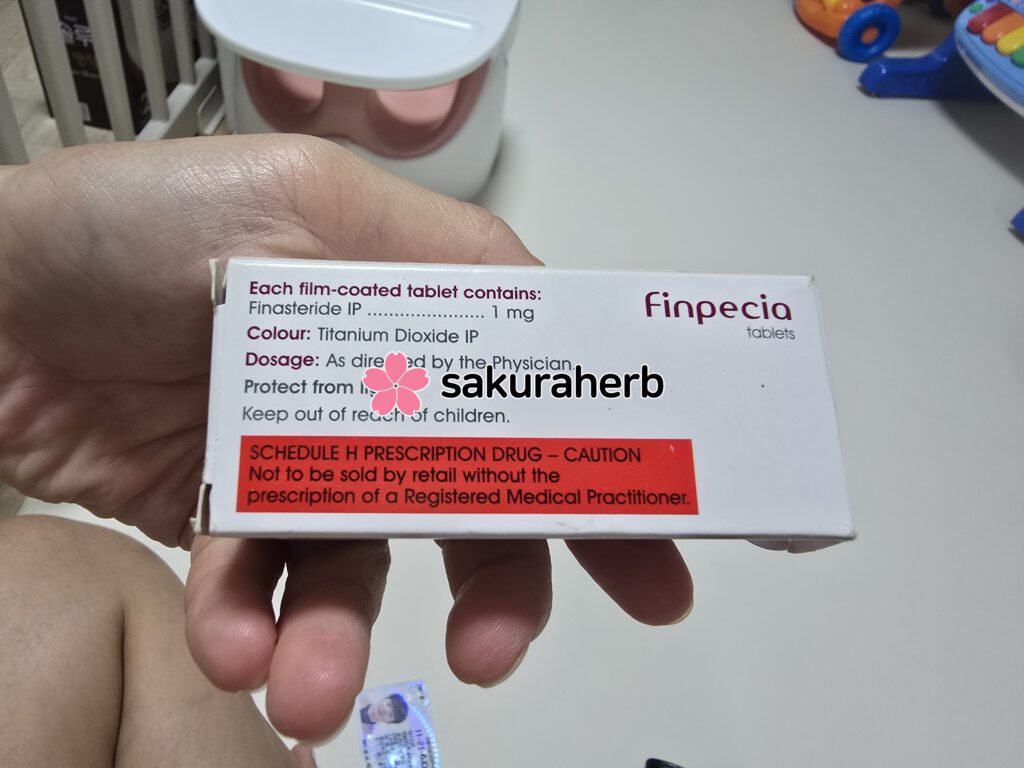 Each film-coated tablet contains:
Finasteride IP ...................... 1 mg
Colour: Titanium Dioxide IP
Dosage: As directed by the Physician.
Protect from
Keep out of reach of children.
Finpecia
tablets
sakuraherb
SCHEDULE H PRESCRIPTION DRUG – CAUTION
Not to be sold by retail without the
prescription of a Registered Medical Practitioner.